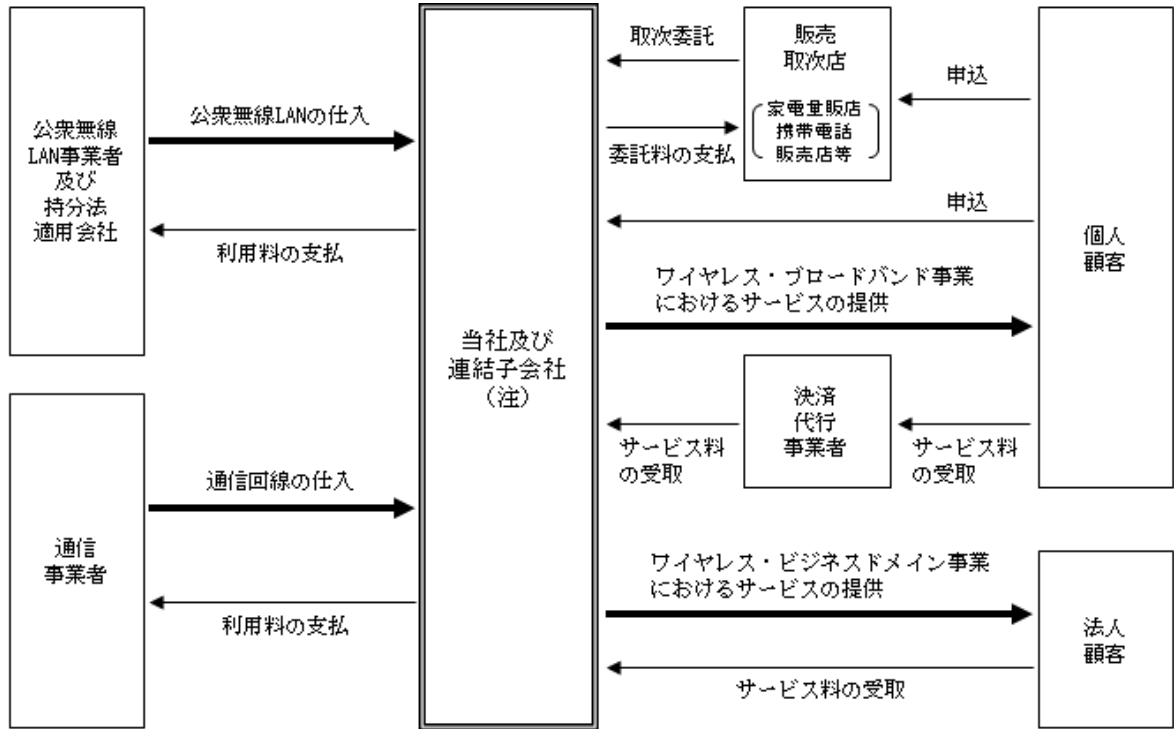 公衆無線
LAN事業者
及び
持分法
適用会社
公衆無線LANの仕入
利用料の支払
通信
事業者
通信回線の仕入
利用料の支払
当社及び
連結子会社
(注)
取次委託
委託料の支払
販売
取次店
家電量販店
携帯電話
販売店等
申込
申込
ワイヤレス・ブロードバンド事業
におけるサービスの提供
決済
代行
事業者
サービス料
の受取
サービス料
の受取
個人
顧客
ワイヤレス・ビジネスドメイン事業
におけるサービスの提供
サービス料の受取
法人
顧客